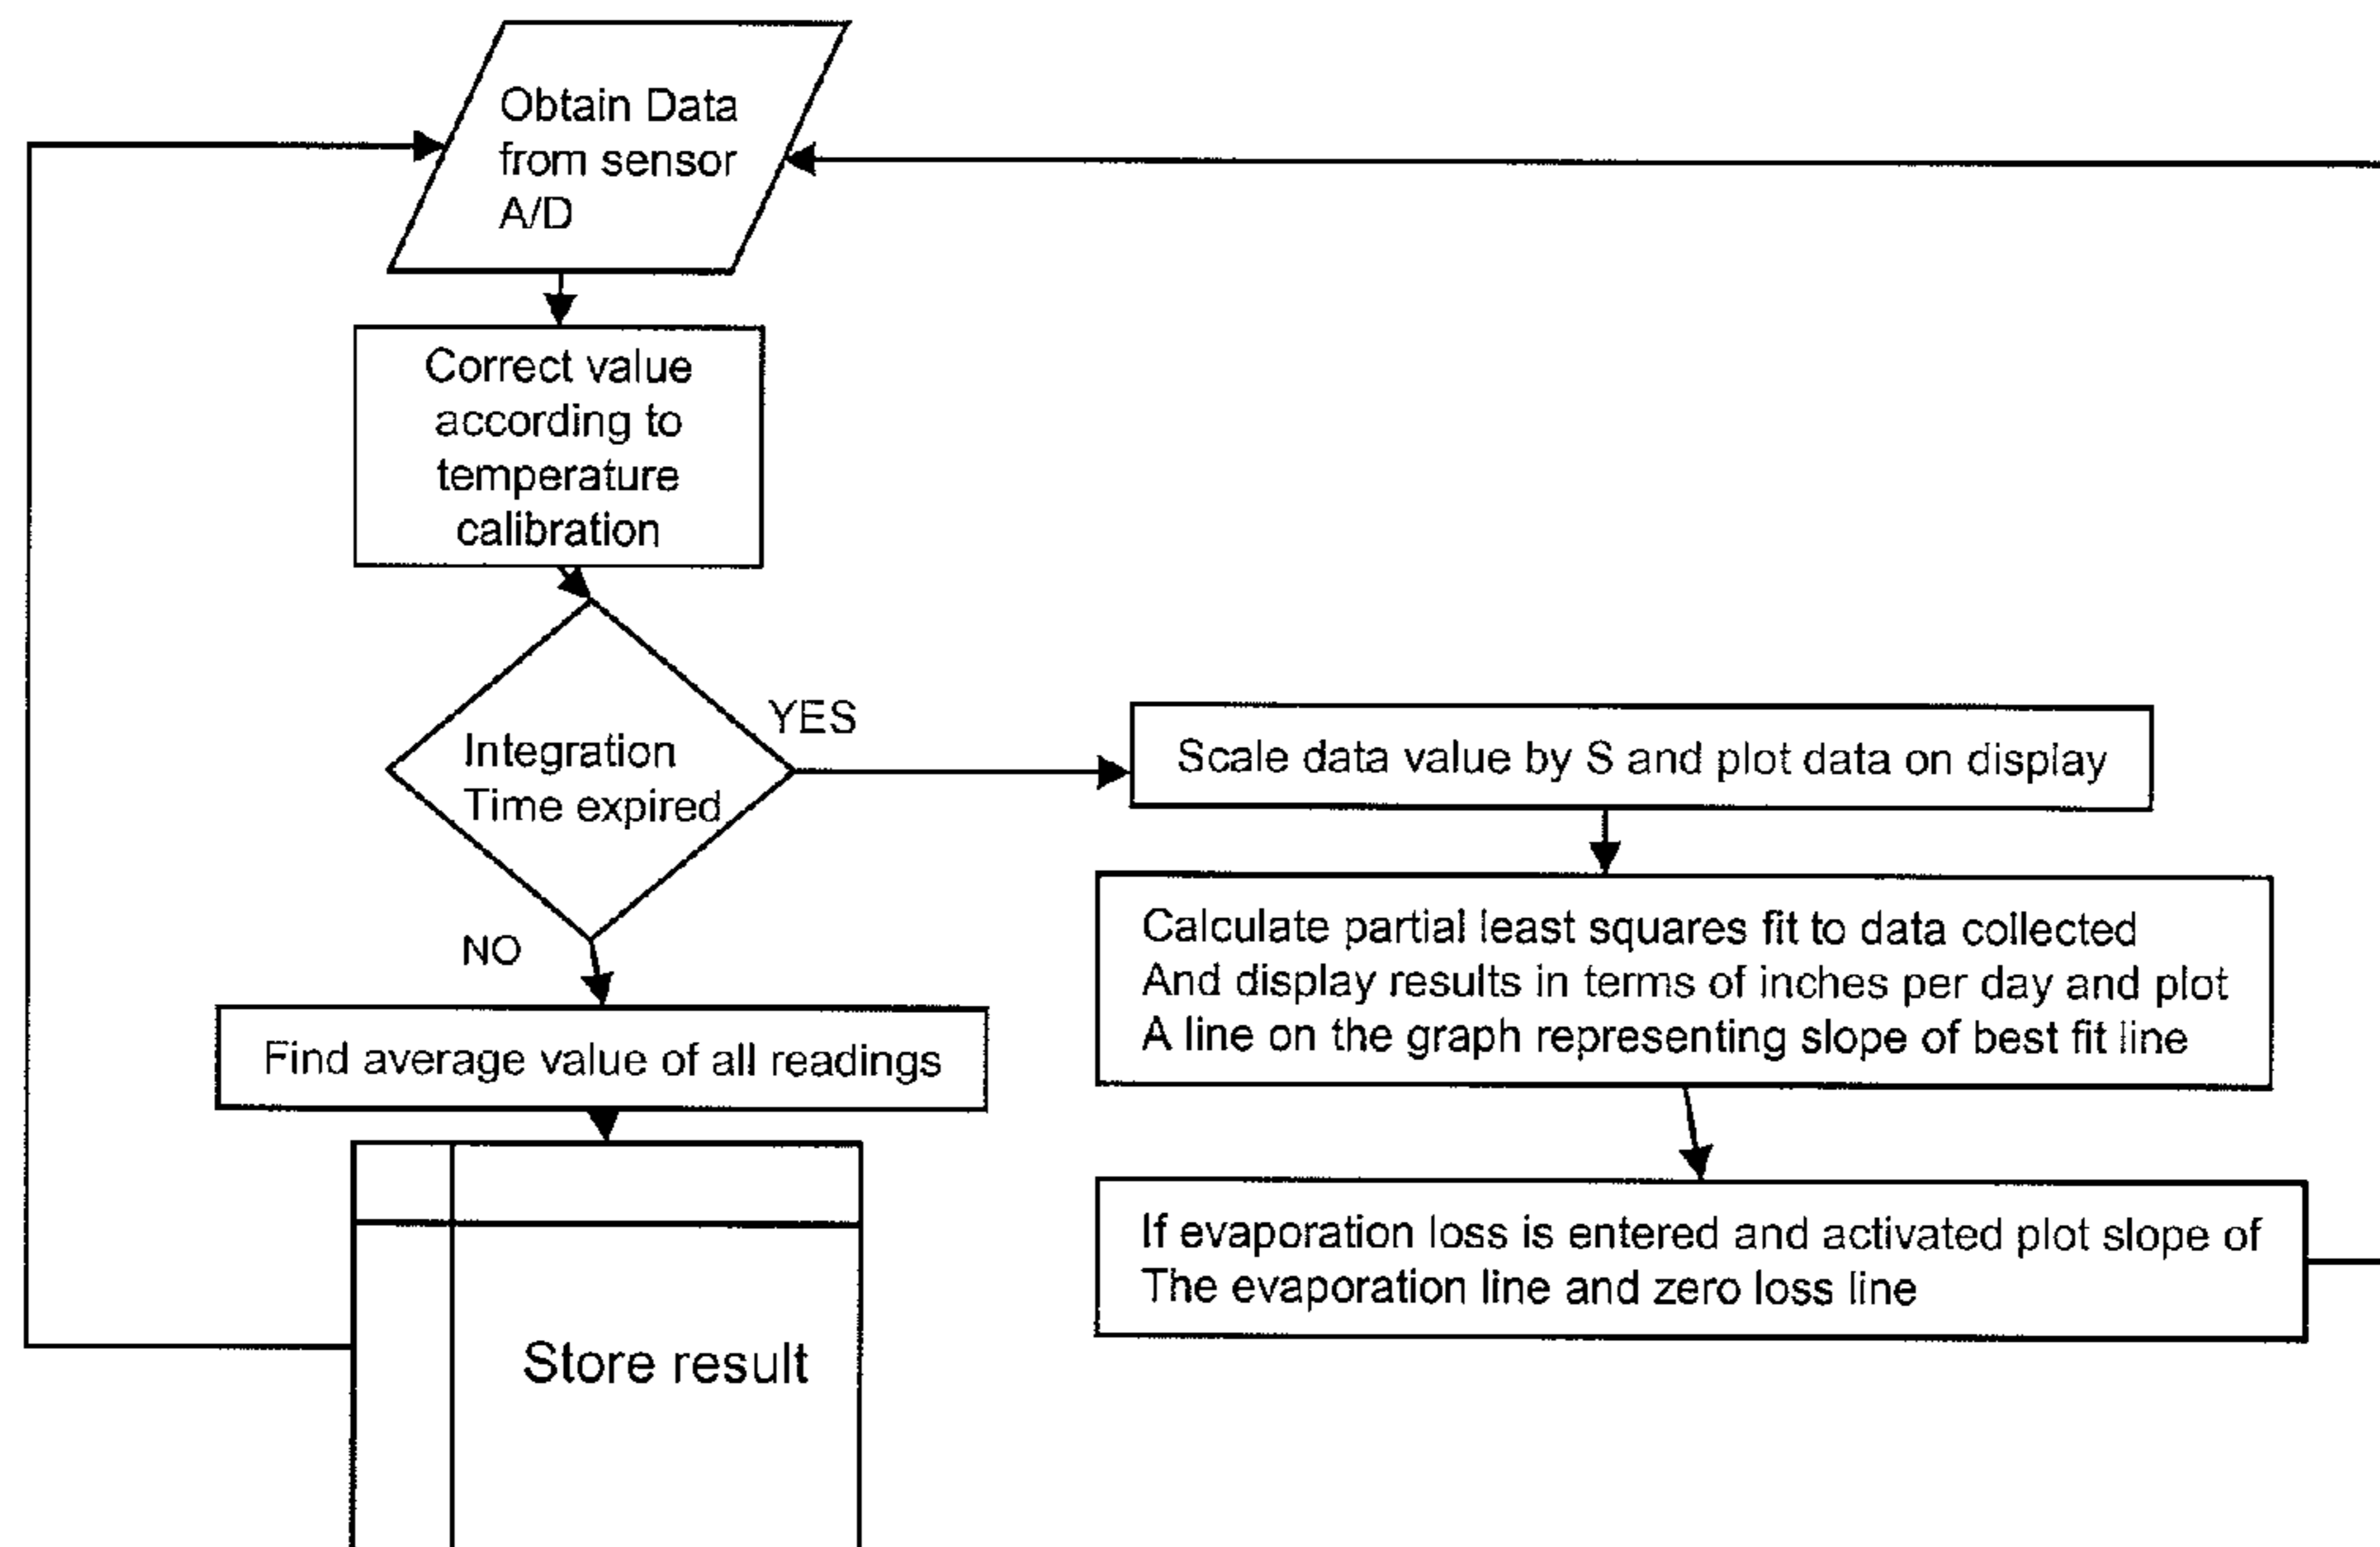 Obtain Data
from sensor
A/D
Correct value
according to
temperature
calibration
Integration
Time expired
YES
NO
Find average value of all readings
Store result
Scale data value by S and plot data on display
Calculate partial least squares fit to data collected
And display results in terms of inches per day and plot
A line on the graph representing slope of best fit line
If evaporation loss is entered and activated plot slope of
The evaporation line and zero loss line